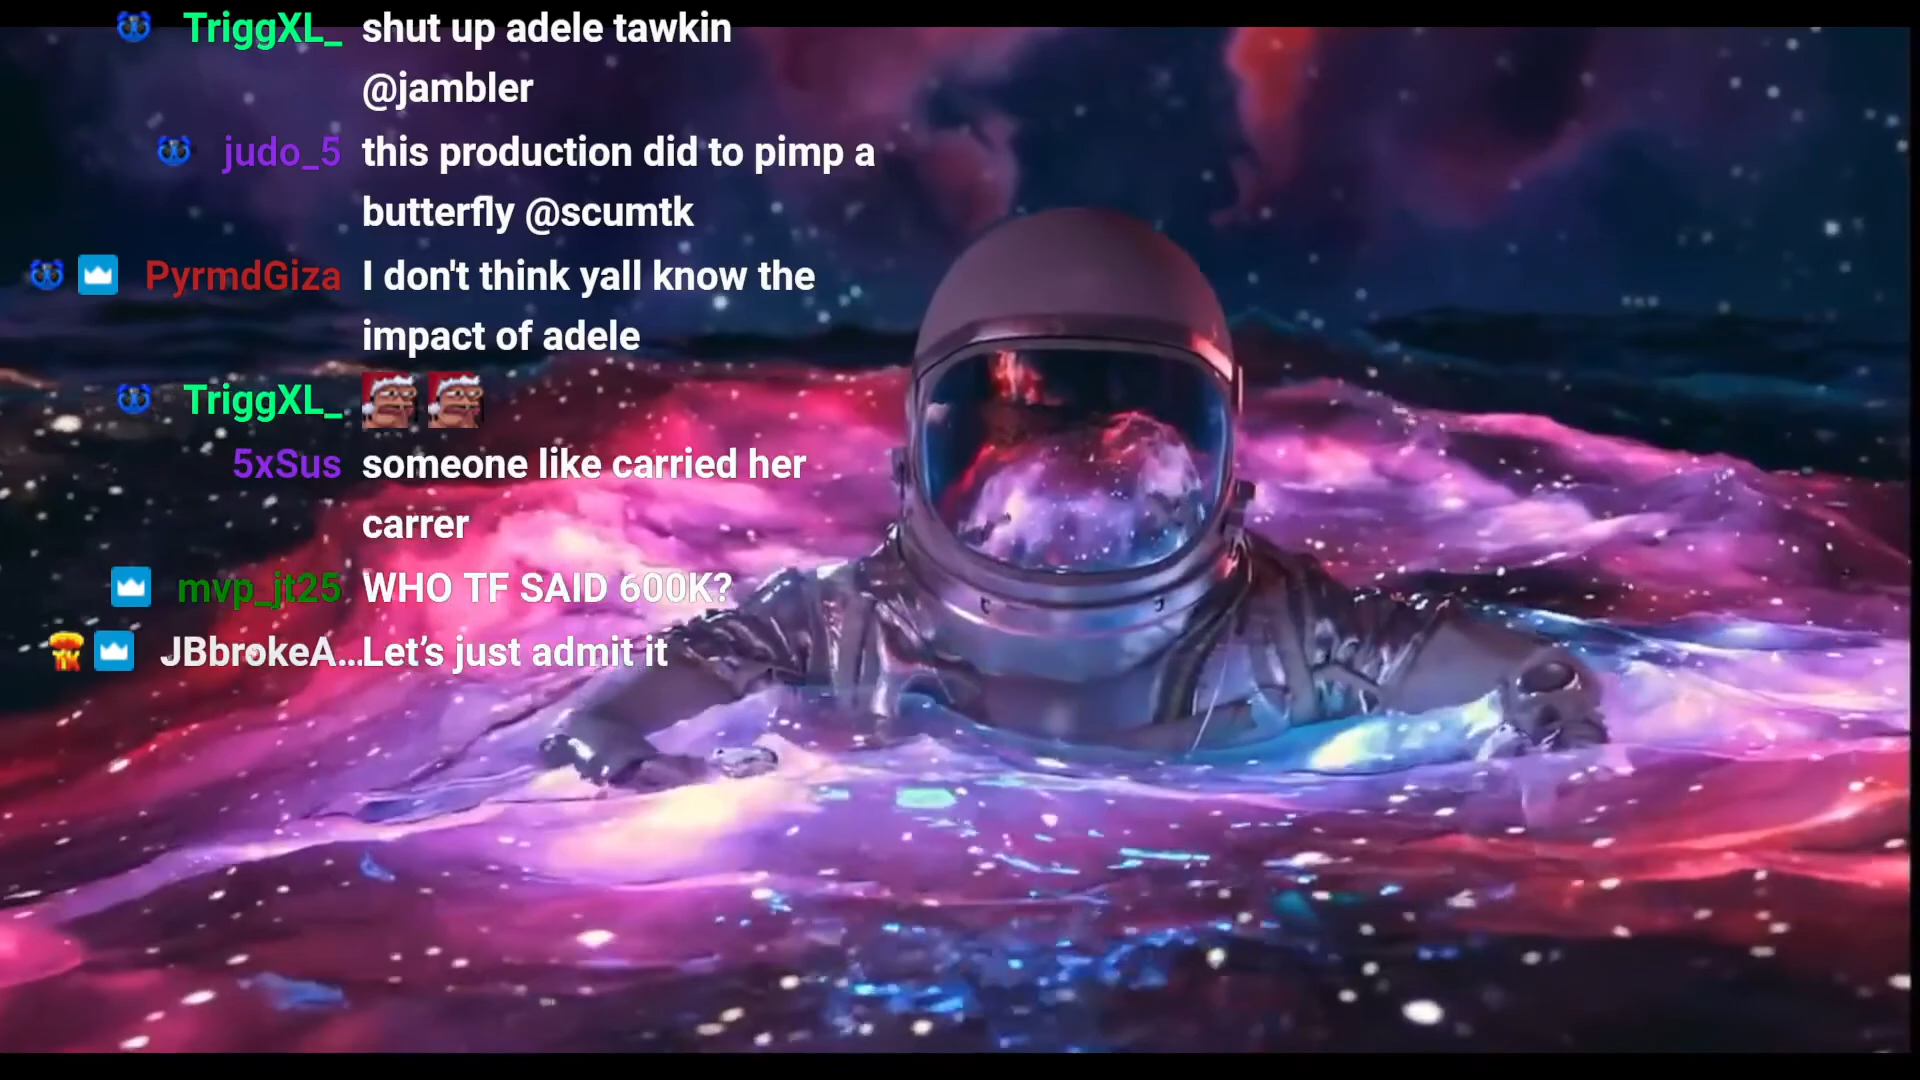 TriggXL_ shut up adele tawkin
@jambler
judo_5 this production did to pimp a
butterfly @scumtk
PyrmdGiza I don't think yall know the
impact of adele
TriggXL_
5xSus someone like carried her
carrer
mvp_jt25 WHO TF SAID 600K?
JBbrokeA... Let’s just admit it